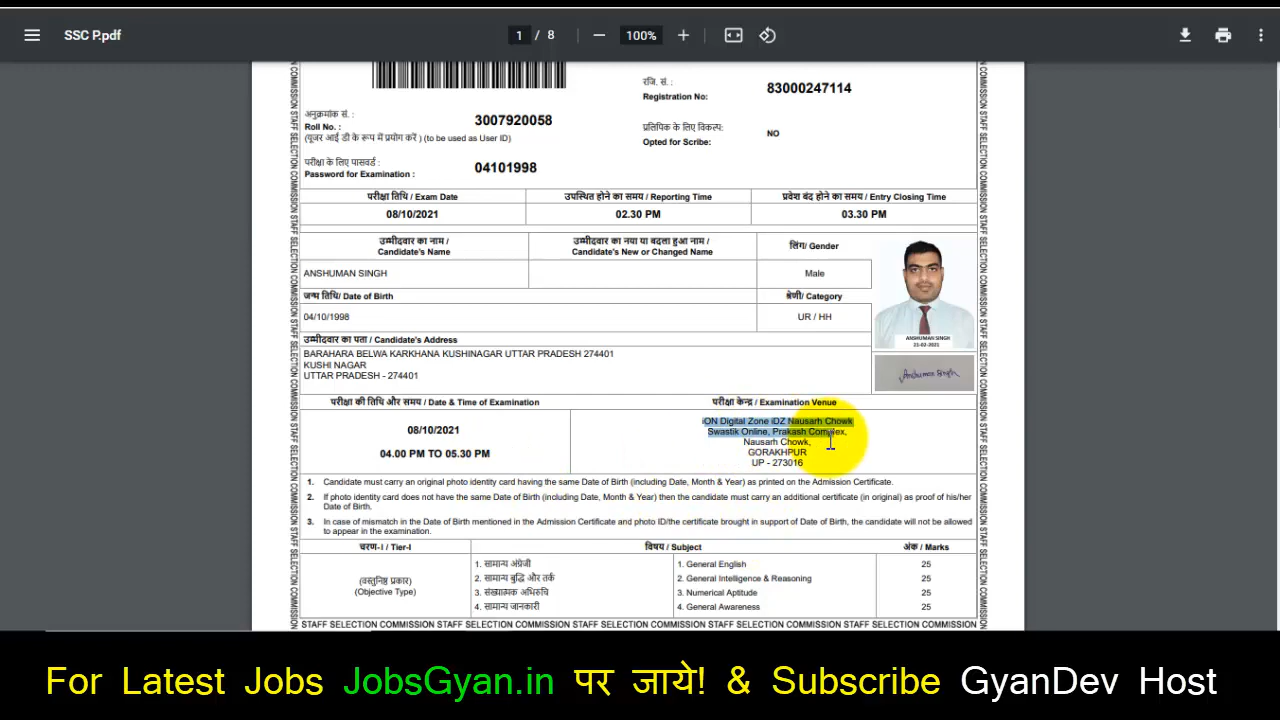 SSC P.pdf
1 / 8
100%
रजि. सं. :
Registration No:
83000247114
अनुक्रमांक सं. :
Roll No. :
3007920058
(यूजर आई डी के रूप में प्रयोग करें ) (to be used as User ID)
प्रलिपिक के लिए विकल्प:
Opted for Scribe:
NO
परीक्षा के लिए पासवर्ड :
Password for Examination :
04101998
परीक्षा तिथि / Exam Date
उपस्थित होने का समय / Reporting Time
प्रवेश बंद होने का समय / Entry Closing Time
08/10/2021
02.30 PM
03.30 PM
उम्मीदवार का नाम /
Candidate's Name
उम्मीदवार का नया या बदला हुआ नाम /
Candidate's New or Changed Name
लिंग/ Gender
ANSHUMAN SINGH
Male
जन्म तिथि/ Date of Birth
श्रेणी/ Category
04/10/1998
UR / HH
ANSHUMAN SINGH
21-02-2021
Anshuman Singh
उम्मीदवार का पता / Candidate's Address
BARAHARA BELWA KARKHANA KUSHINAGAR UTTAR PRADESH 274401
KUSHI NAGAR
UTTAR PRADESH - 274401
परीक्षा की तिथि और समय / Date & Time of Examination
परीक्षा केन्द्र / Examination Venue
08/10/2021
04.00 PM TO 05.30 PM
iON Digital Zone iDZ Nausarh Chowk
Swastik Online, Prakash Complex,
Nausarh Chowk,
GORAKHPUR
UP - 273016
1. Candidate must carry an original photo identity card having the same Date of Birth (including Date, Month & Year) as printed on the Admission Certificate.
2. If photo identity card does not have the same Date of Birth (including Date, Month & Year) then the candidate must carry an additional certificate (in original) as proof of his/her
Date of Birth.
3. In case of mismatch in the Date of Birth mentioned in the Admission Certificate and photo ID/the certificate brought in support of Date of Birth, the candidate will not be allowed
to appear in the examination.
चरण-I / Tier-I
विषय / Subject
अंक / Marks
(वस्तुनिष्ठ प्रकार)
(Objective Type)
1. सामान्य अंग्रेजी
1. General English
25
2. सामान्य बुद्धि और तर्क
2. General Intelligence & Reasoning
25
3. संख्यात्मक अभिरुचि
3. Numerical Aptitude
25
4. सामान्य जानकारी
4. General Awareness
25
STAFF SELECTION COMMISSION STAFF SELECTION COMMISSION STAFF SELECTION COMMISSION STAFF SELECTION COMMISSION STAFF SELECTION COMMISSION
For Latest Jobs JobsGyan.in पर जाये! & Subscribe GyanDev Host